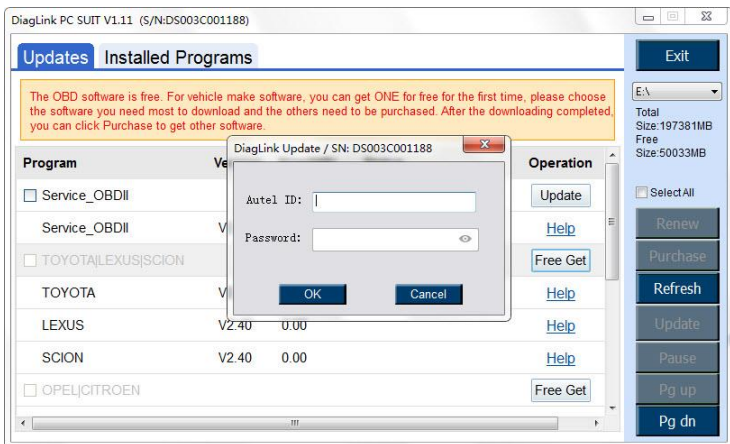 DiagLink PC SUIT V1.11 (S/N:DS003C001188)
Updates Installed Programs
Exit
The OBD software is free. For vehicle make software, you can get ONE for free for the first time, please choose
the software you need most to download and the others need to be purchased. After the downloading completed,
you can click Purchase to get other software.
E:\
Total
Size:197381MB
Free
Size:50033MB
DiagLink Update / SN: DS003C001188
Program Operation
Autel ID:
Password:
OK Cancel
Service_OBDII Update
Select All
Service_OBDII Help
Renew
TOYOTA|LEXUS|SCION Free Get
Purchase
TOYOTA Help
Refresh
LEXUS V2.40 0.00 Help
Update
SCION V2.40 0.00 Help
Pause
OPEL|CITROEN Free Get
Pg up
Pg dn